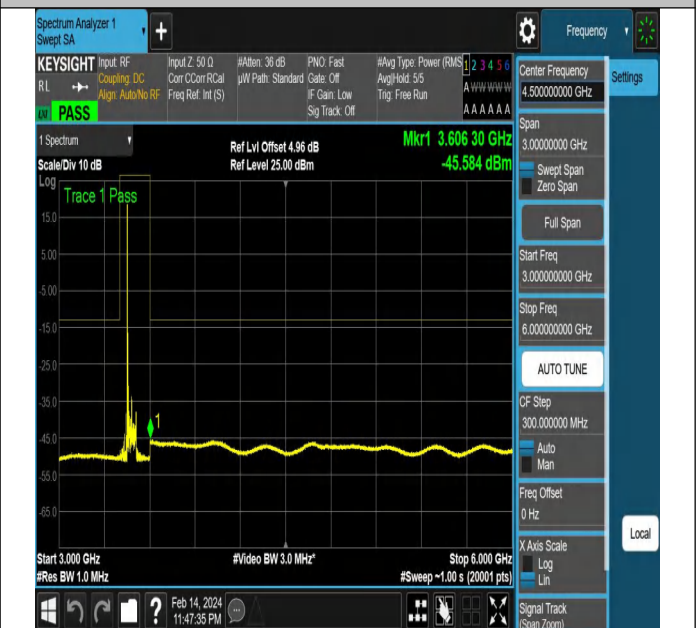 Spectrum Analyzer 1
Swept SA
+
Frequency
KEYSIGHT
RL
PASS
Input: RF
Coupling: DC
Align: Auto/No RF
Input Z: 50 Ω
Corr CCorr RCal
Freq Ref: Int (S)
#Atten: 36 dB
µW Path: Standard
PNO: Fast
Gate: Off
IF Gain: Low
Sig Track: Off
#Avg Type: Power (RMS
Avg|Hold: 5/5
Trig: Free Run
1 2 3 4 5 6
A W W W W W
A A A A A A
Center Frequency
4.500000000 GHz
Settings
1 Spectrum
Scale/Div 10 dB
Ref Lvl Offset 4.96 dB
Ref Level 25.00 dBm
Mkr1 3.606 30 GHz
-45.584 dBm
Log
Trace 1 Pass
15.0
5.00
-5.00
-15.0
-25.0
-35.0
-45.0
-55.0
-65.0
1
Start 3.000 GHz
#Res BW 1.0 MHz
#Video BW 3.0 MHz*
Stop 6.000 GHz
#Sweep ~1.00 s (20001 pts)
Span
3.00000000 GHz
Swept Span
Zero Span
Full Span
Start Freq
3.000000000 GHz
Stop Freq
6.000000000 GHz
AUTO TUNE
CF Step
300.000000 MHz
Auto
Man
Freq Offset
0 Hz
X Axis Scale
Log
Lin
Signal Track
(Span Zoom)
Local
?
Feb 14, 2024
11:47:35 PM